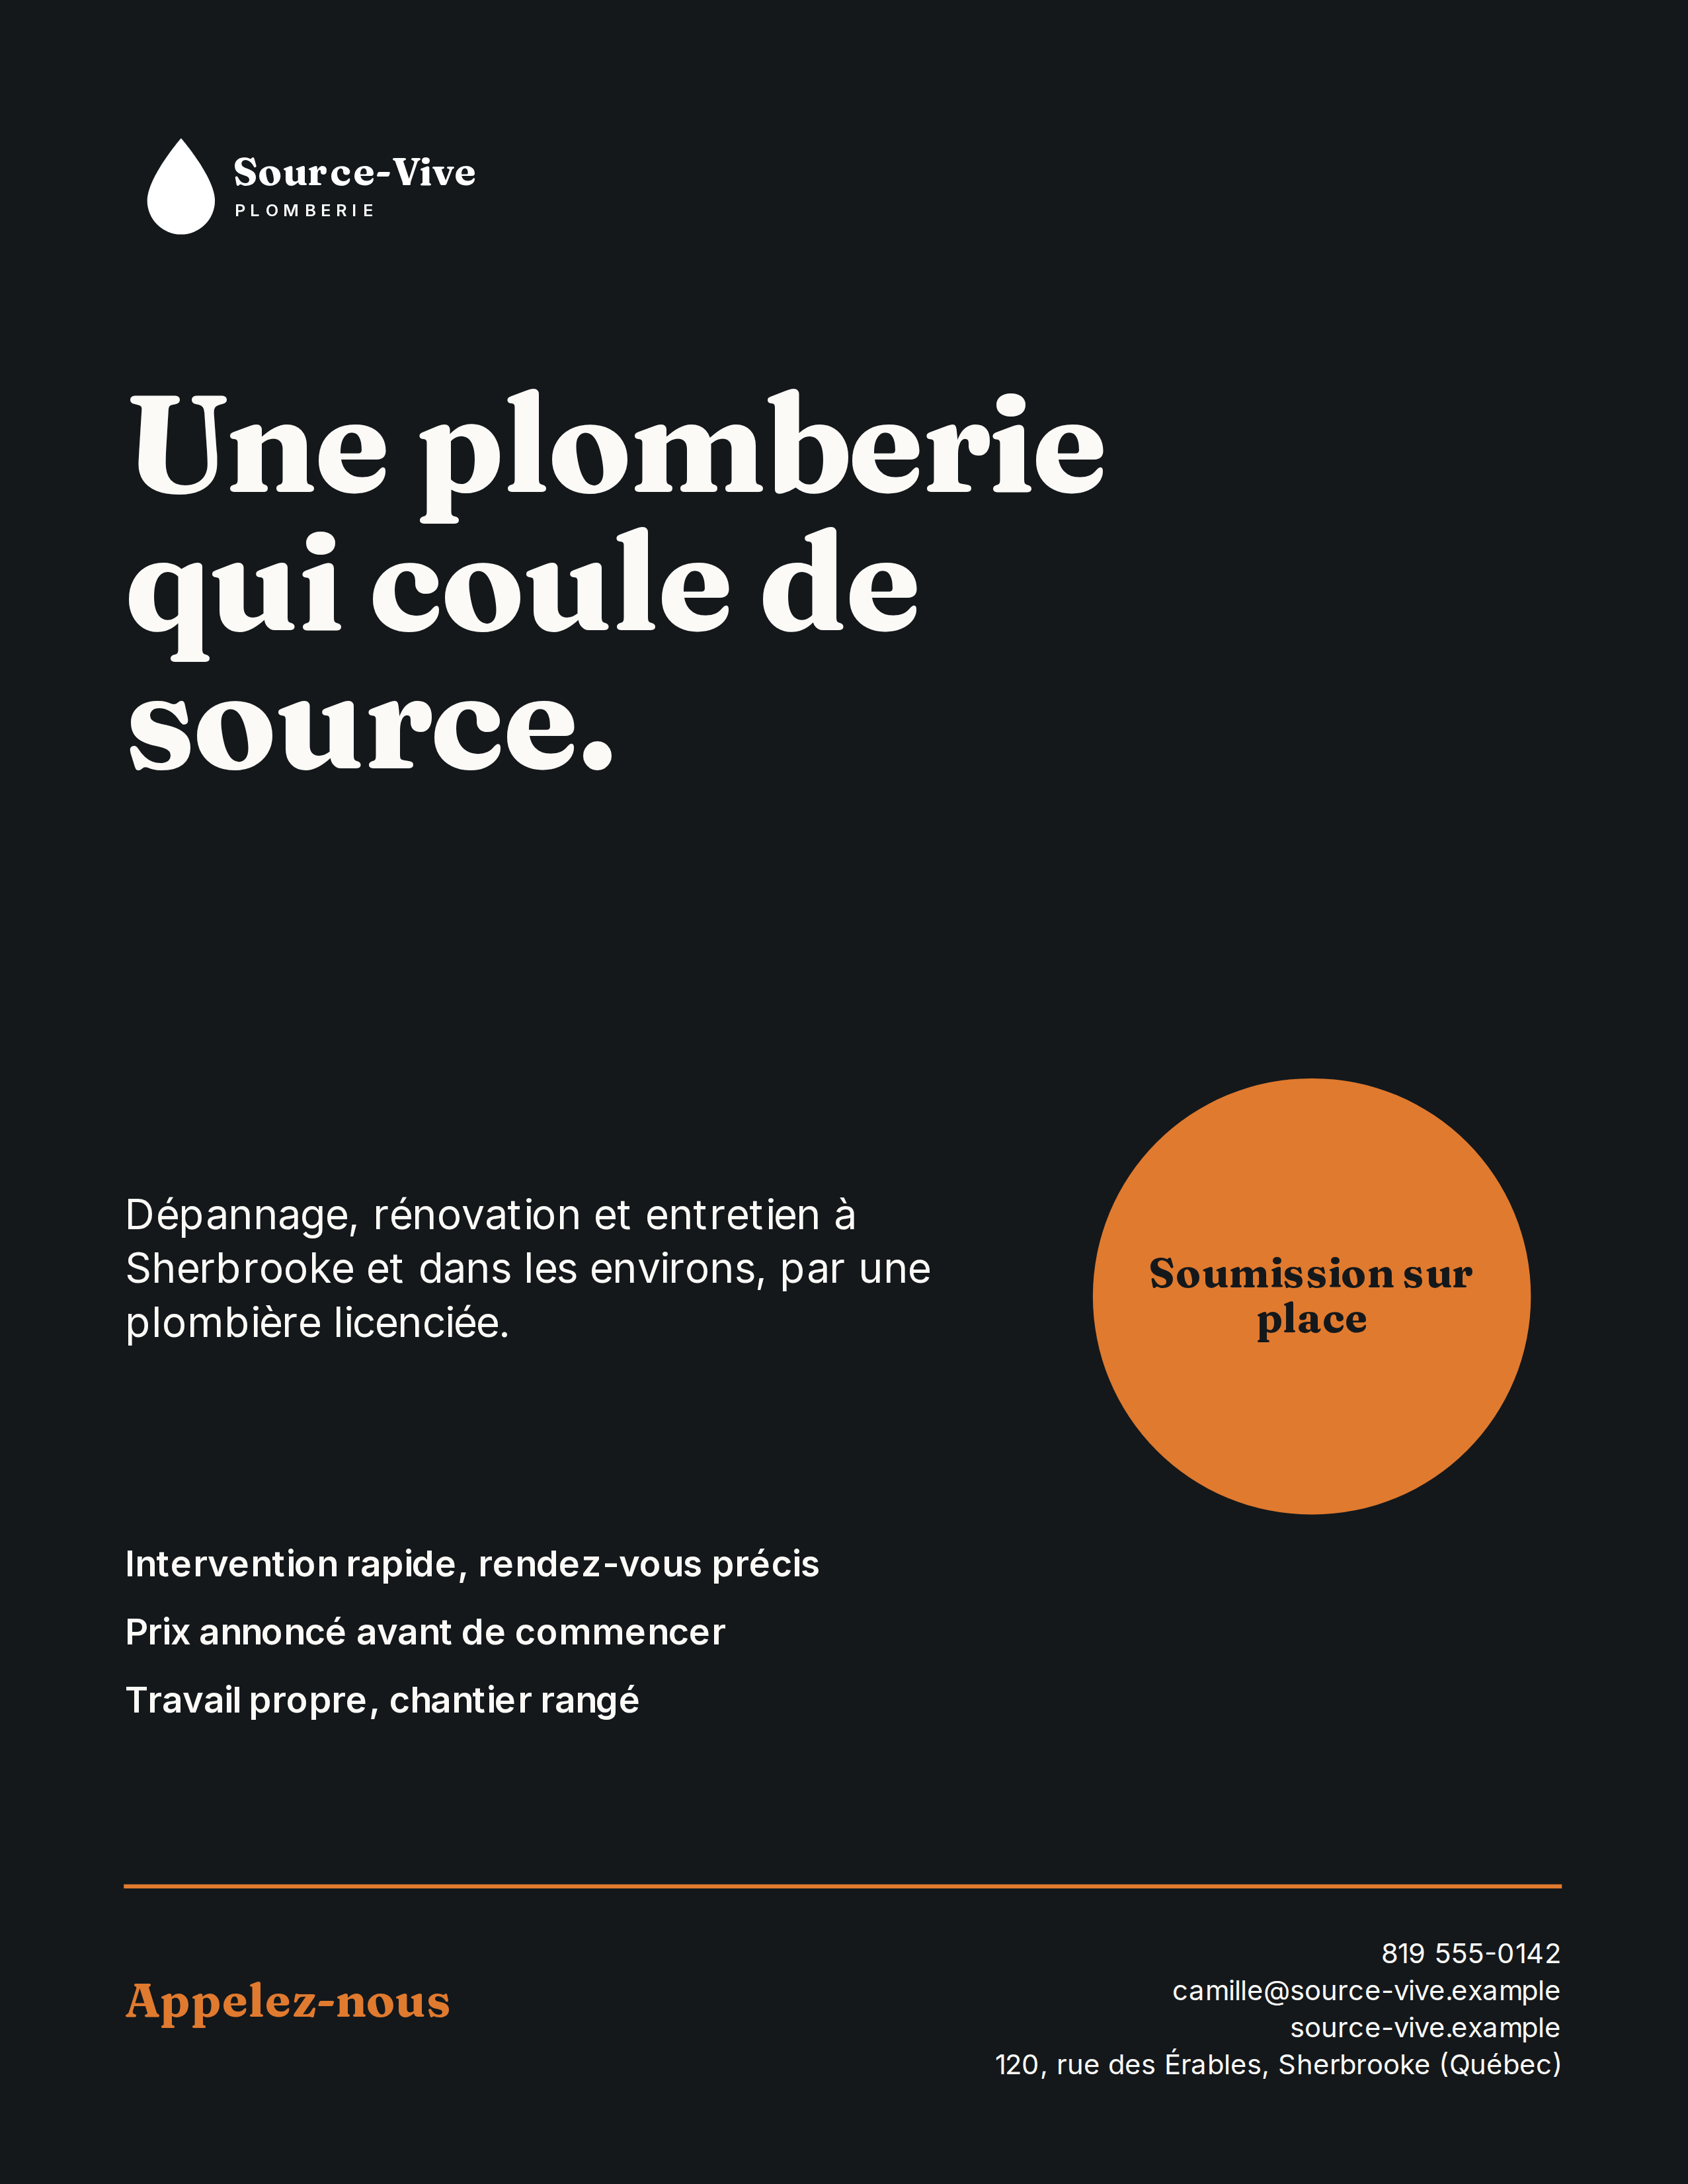 Source-Vive
PLOMBERIE
Une plomberie
qui coule de
source.
Dépannage, rénovation et entretien à
Sherbrooke et dans les environs, par une
plombière licenciée.
Soumission sur
place
Intervention rapide, rendez-vous précis
Prix annoncé avant de commencer
Travail propre, chantier rangé
Appelez-nous
819 555-0142
camille@source-vive.example
source-vive.example
120, rue des Érables, Sherbrooke (Québec)